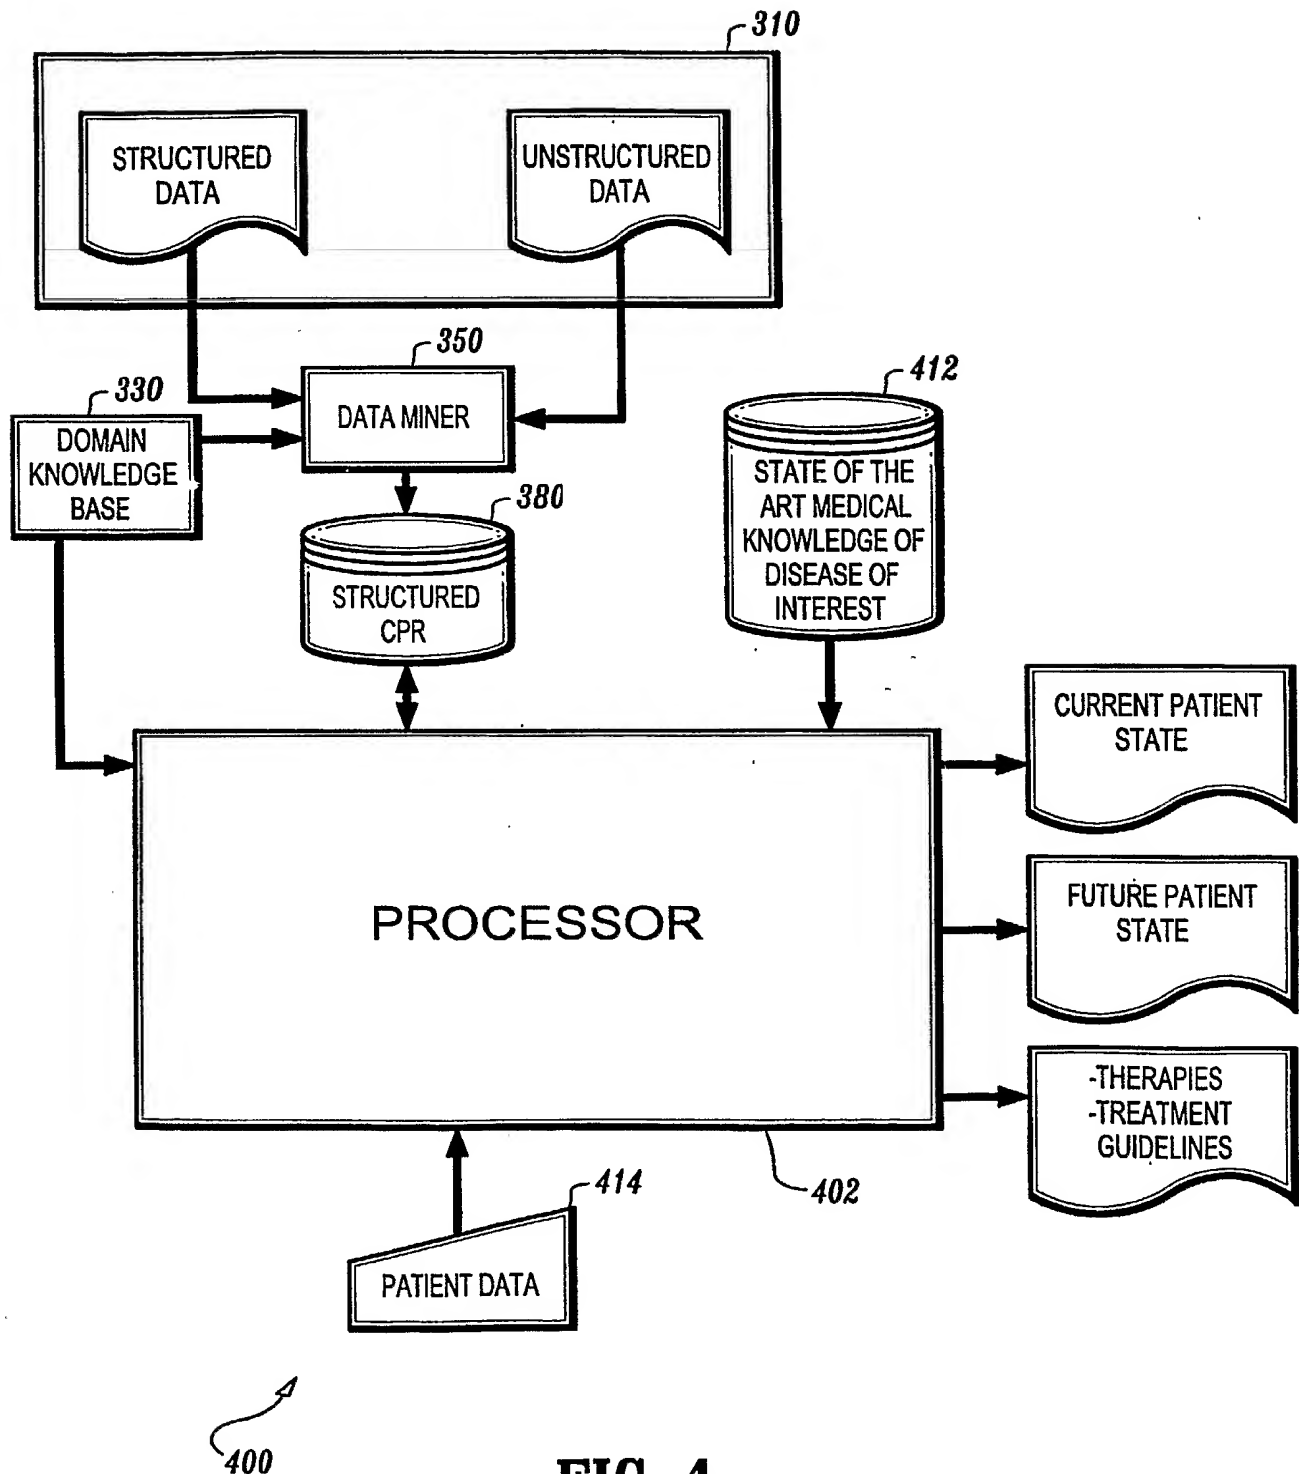 310
STRUCTURED
DATA
UNSTRUCTURED
DATA
350
DATA MINER
330
DOMAIN
KNOWLEDGE
BASE
380
STRUCTURED
CPR
412
STATE OF THE
ART MEDICAL
KNOWLEDGE OF
DISEASE OF
INTEREST
CURRENT PATIENT
STATE
PROCESSOR
FUTURE PATIENT
STATE
-THERAPIES
-TREATMENT
GUIDELINES
402
414
PATIENT DATA
400
FIG. 4